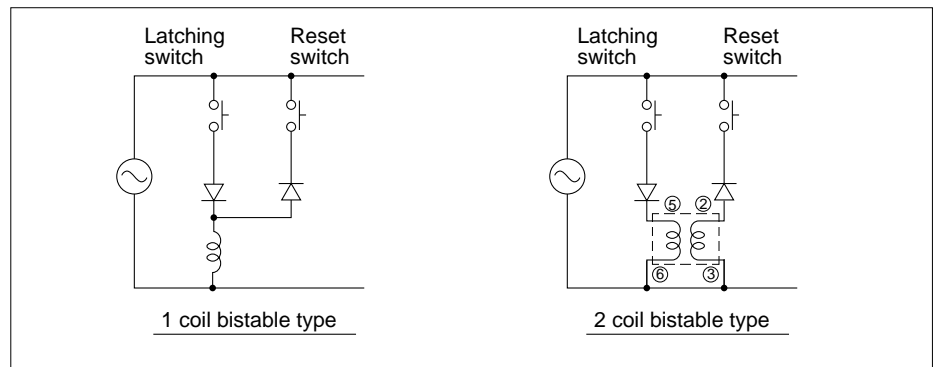 Latching
switch
Reset
switch
1 coil bistable type
Latching
switch
Reset
switch
⑤ ②
⑥ ③
2 coil bistable type